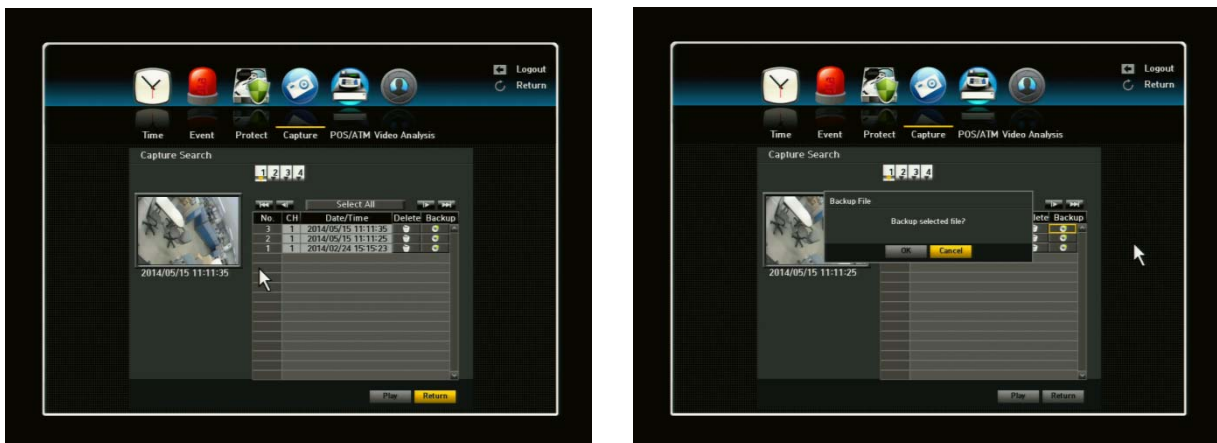 Logout
Return
Time Event Protect Capture POS/ATM Video Analysis
Capture Search
1 2 3 4
Select All
No. CH Date/Time Delete Backup
3 1 2014/05/15 11:11:35
2 1 2014/05/15 11:11:25
1 1 2014/02/24 15:15:23
2014/05/15 11:11:35
Play Return
Logout
Return
Time Event Protect Capture POS/ATM Video Analysis
Capture Search
1 2 3 4
Backup File
lete Backup
Backup selected file?
OK Cancel
2014/05/15 11:11:25
Play Return